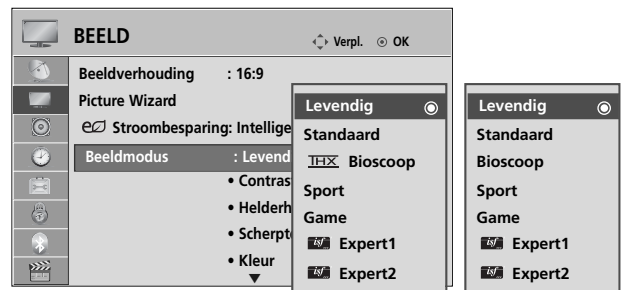 BEELD
Verpl. OK
Beeldverhouding : 16:9
Picture Wizard
Stroombesparing: Intellige
Beeldmodus : Levend
• Contras
• Helderh
• Scherpt
• Kleur
Levendig
Standaard
THX Bioscoop
Sport
Game
isf Expert1
isf Expert2
Levendig
Standaard
Bioscoop
Sport
Game
isf Expert1
isf Expert2